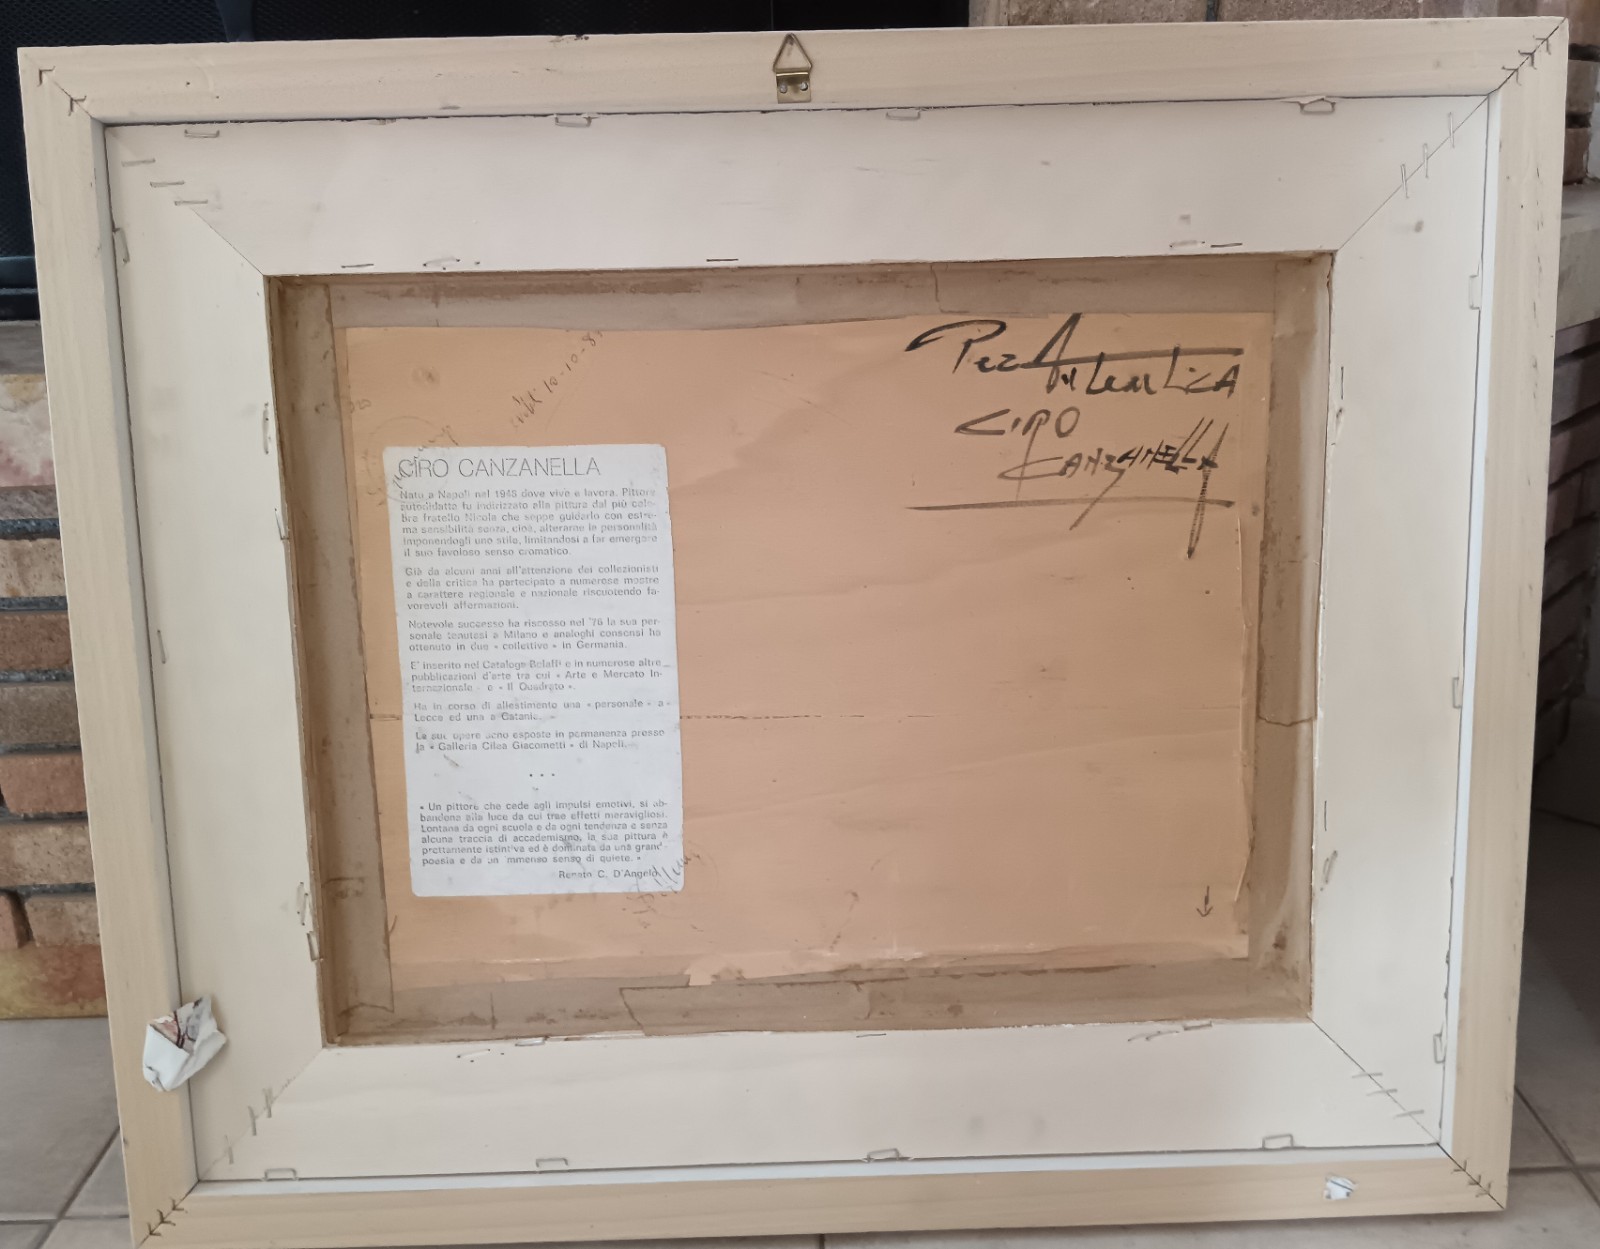 10-10-8
Per Autentica
CIRO
CANZANELLA
CIRO CANZANELLA
Nato a Napoli nel 1945 dove vive e lavora. Pittore
autodidatta fu indirizzato alla pittura dal più cele-
bre fratello Nicola che seppe guidarlo con estre-
ma sensibilità senza, cioè, alterarne la personalità
imponendogli uno stile, limitandosi a far emergere
il suo favoloso senso cromatico.
Già da alcuni anni all'attenzione dei collezionisti
e della critica ha partecipato a numerose mostre
a carattere regionale e nazionale riscuotendo fa-
vorevoli affermazioni.
Notevole successo ha riscosso nel '76 la sua per-
sonale tenutasi a Milano e analoghi consensi ha
ottenuto in due « collettive » in Germania.
E' inserito nel Catalogo Bolaffi e in numerose altre
pubblicazioni d'arte tra cui « Arte e Mercato In-
ternazionale » e « Il Quadrato ».
Ha in corso di allestimento una « personale » a
Lecce ed una a Catania.
Le sue opere sono esposte in permanenza presso
la « Galleria Cilea Giacometti » di Napoli.
• • •
« Un pittore che cede agli impulsi emotivi, si ab-
bandona alla luce da cui trae effetti meravigliosi.
Lontana da ogni scuola e da ogni tendenza e senza
alcuna traccia di accademismo, la sua pittura è
prettamente istintiva ed è dominata da una grand
poesia e da un immenso senso di quiete. »
Renato C. D'Angelo